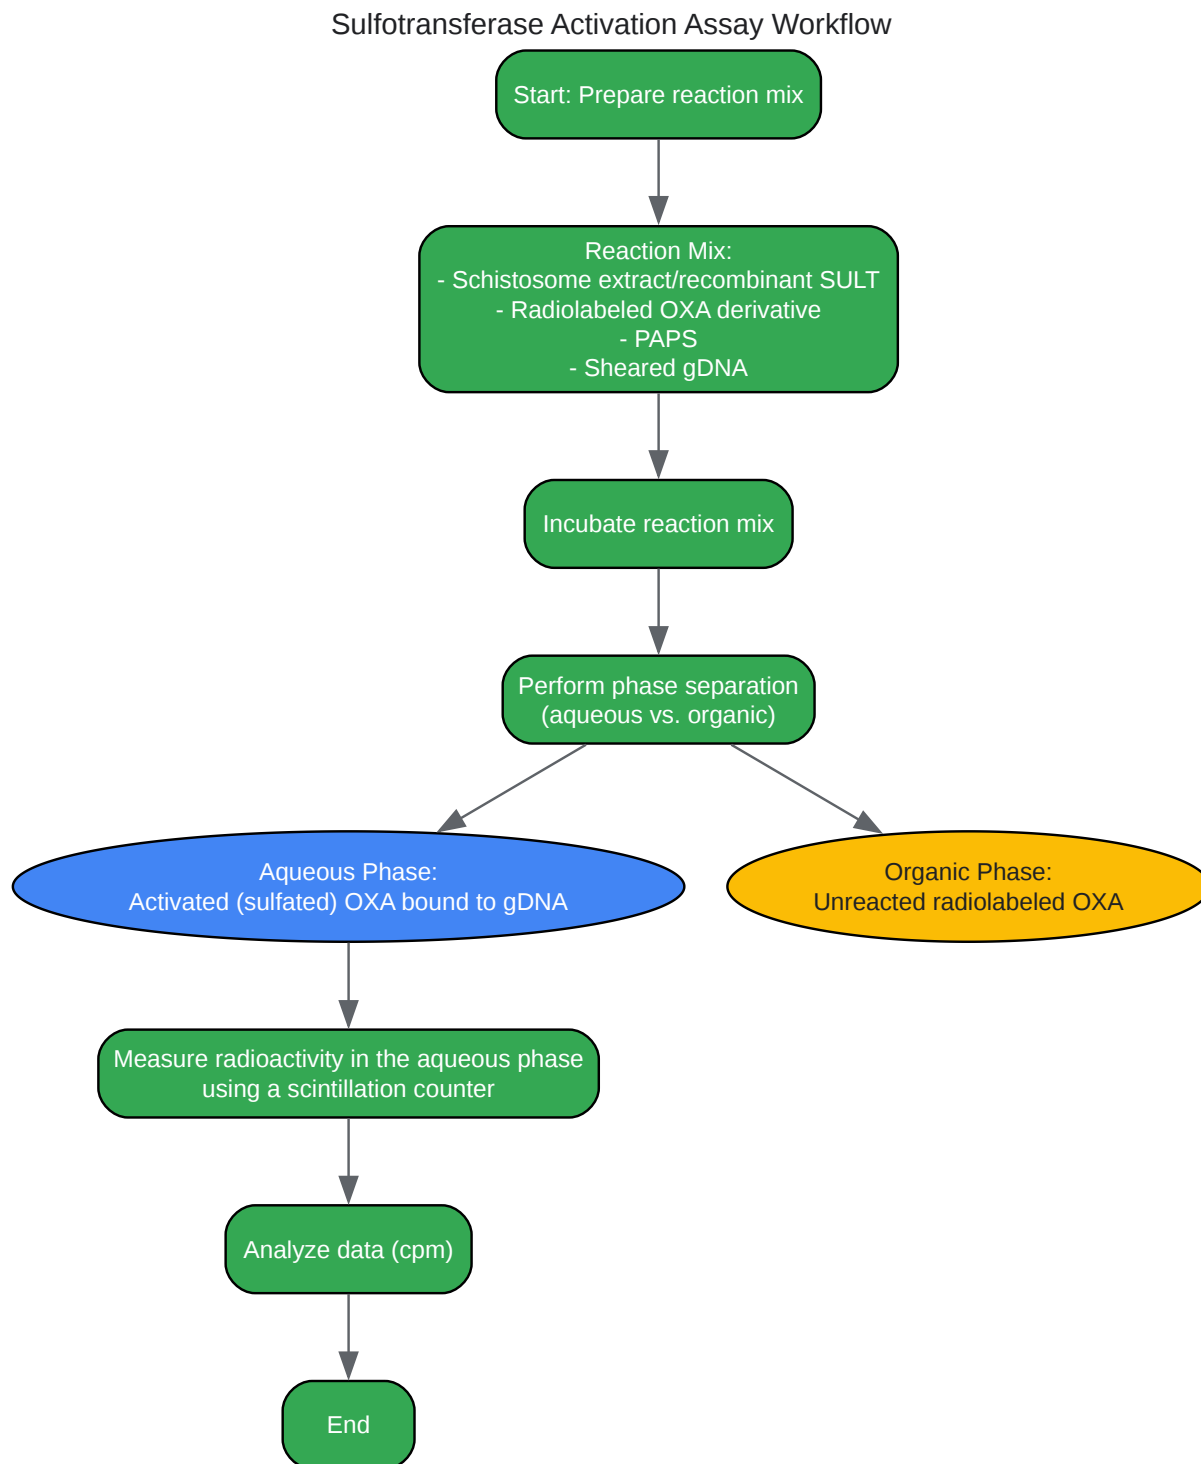 Sulfotransferase Activation Assay Workflow
Start: Prepare reaction mix
Reaction Mix:
- Schistosome extract/recombinant SULT
- Radiolabeled OXA derivative
- PAPS
- Sheared gDNA
Incubate reaction mix
Perform phase separation
(aqueous vs. organic)
Aqueous Phase:
Activated (sulfated) OXA bound to gDNA
Organic Phase:
Unreacted radiolabeled OXA
Measure radioactivity in the aqueous phase
using a scintillation counter
Analyze data (cpm)
End